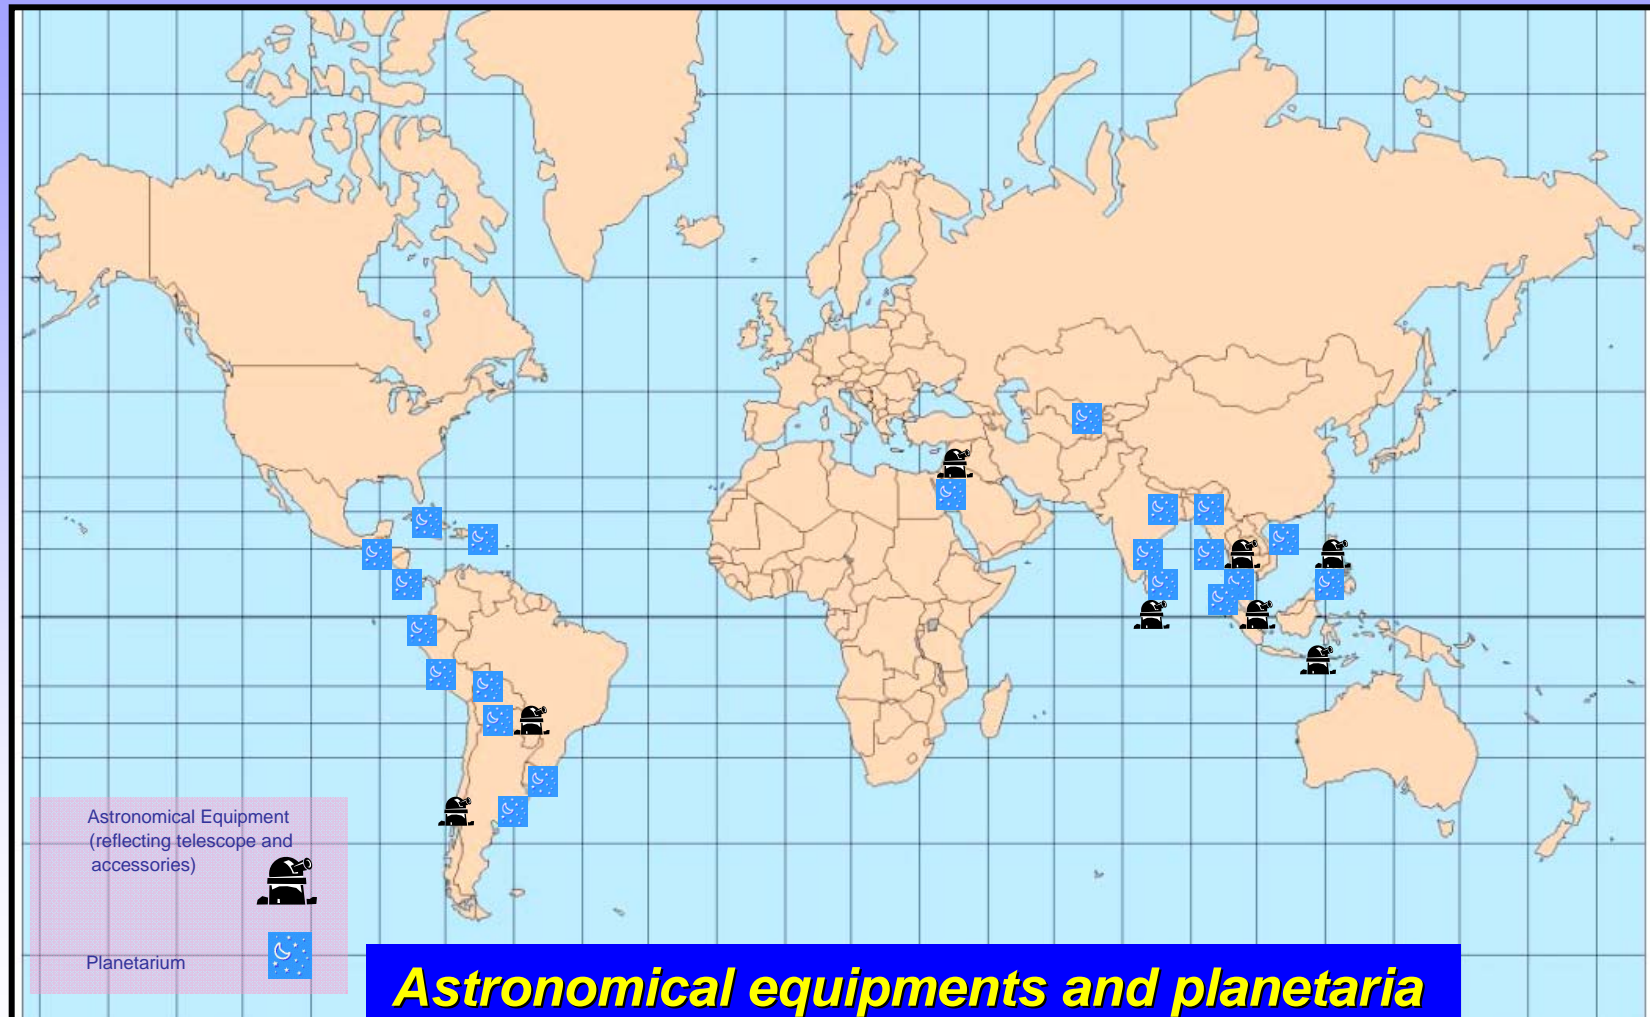 Astronomical Equipment
(reflecting telescope and
accessories)
Planetarium
Astronomical equipments and planetaria